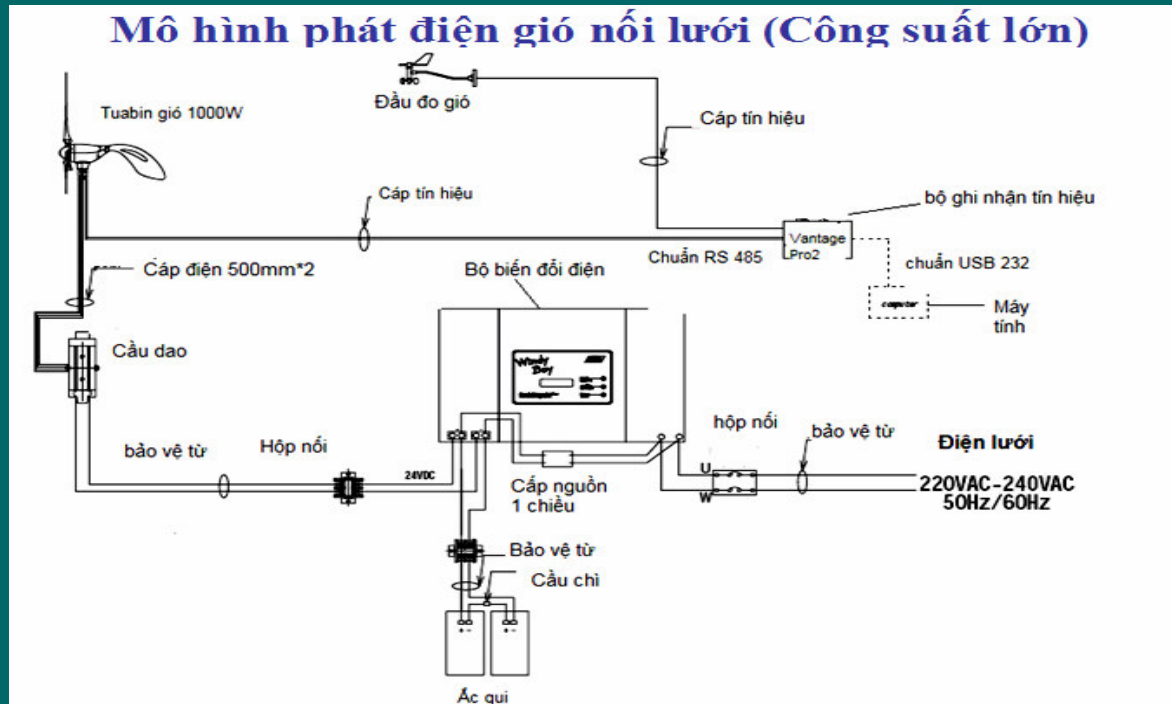 Mô hình phát điện gió nối lưới (Công suất lớn)
Tuabin gió 1000W
Đầu đo gió
Cáp tín hiệu
Cáp tín hiệu
bộ ghi nhận tín hiệu
Vantage
Pro2
Chuẩn RS 485
chuẩn USB 232
computer
Máy
tính
Cáp điện 500mm*2
Bộ biến đổi điện
Cầu dao
Windy
Boy
bảo vệ từ
Hộp nối
24VDC
Cấp nguồn
1 chiều
hộp nối
bảo vệ từ
U
W
Điện lưới
220VAC-240VAC
50Hz/60Hz
Bảo vệ từ
Cầu chì
+ -
+ -
Ắc qui